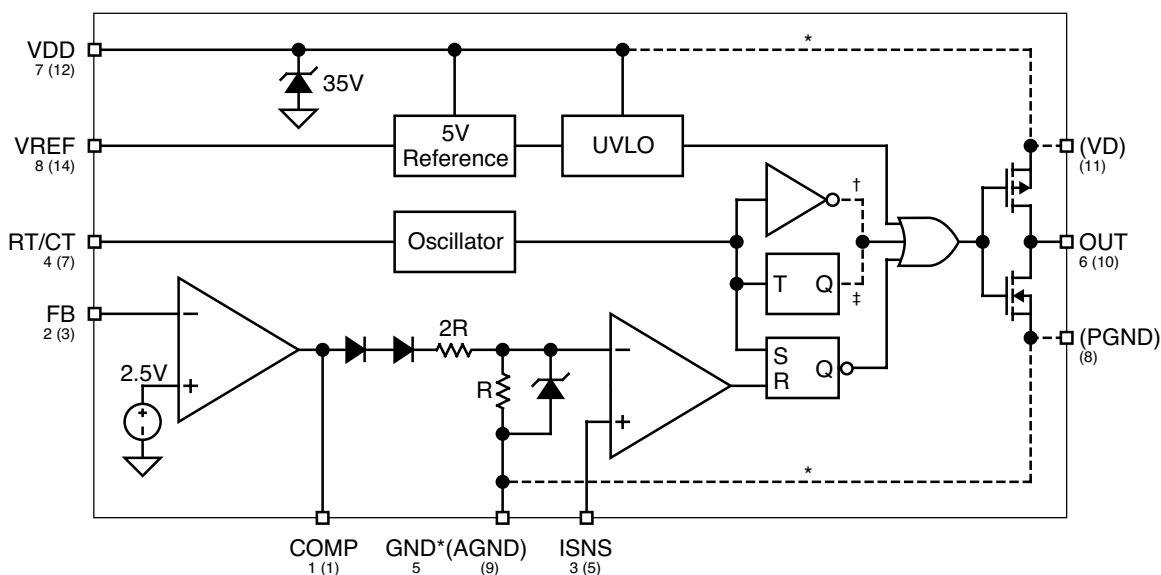 *
VDD
7 (12)
35V
VREF
8 (14)
5V
Reference
UVLO
(VD)
(11)
†
RT/CT
4 (7)
Oscillator
OUT
6 (10)
T Q
‡
FB
2 (3)
2R
(PGND)
(8)
2.5V
−
+
+
-
R
−
+
S
R
Q
*
COMP
1 (1)
GND*(AGND)
5 (9)
ISNS
3 (5)